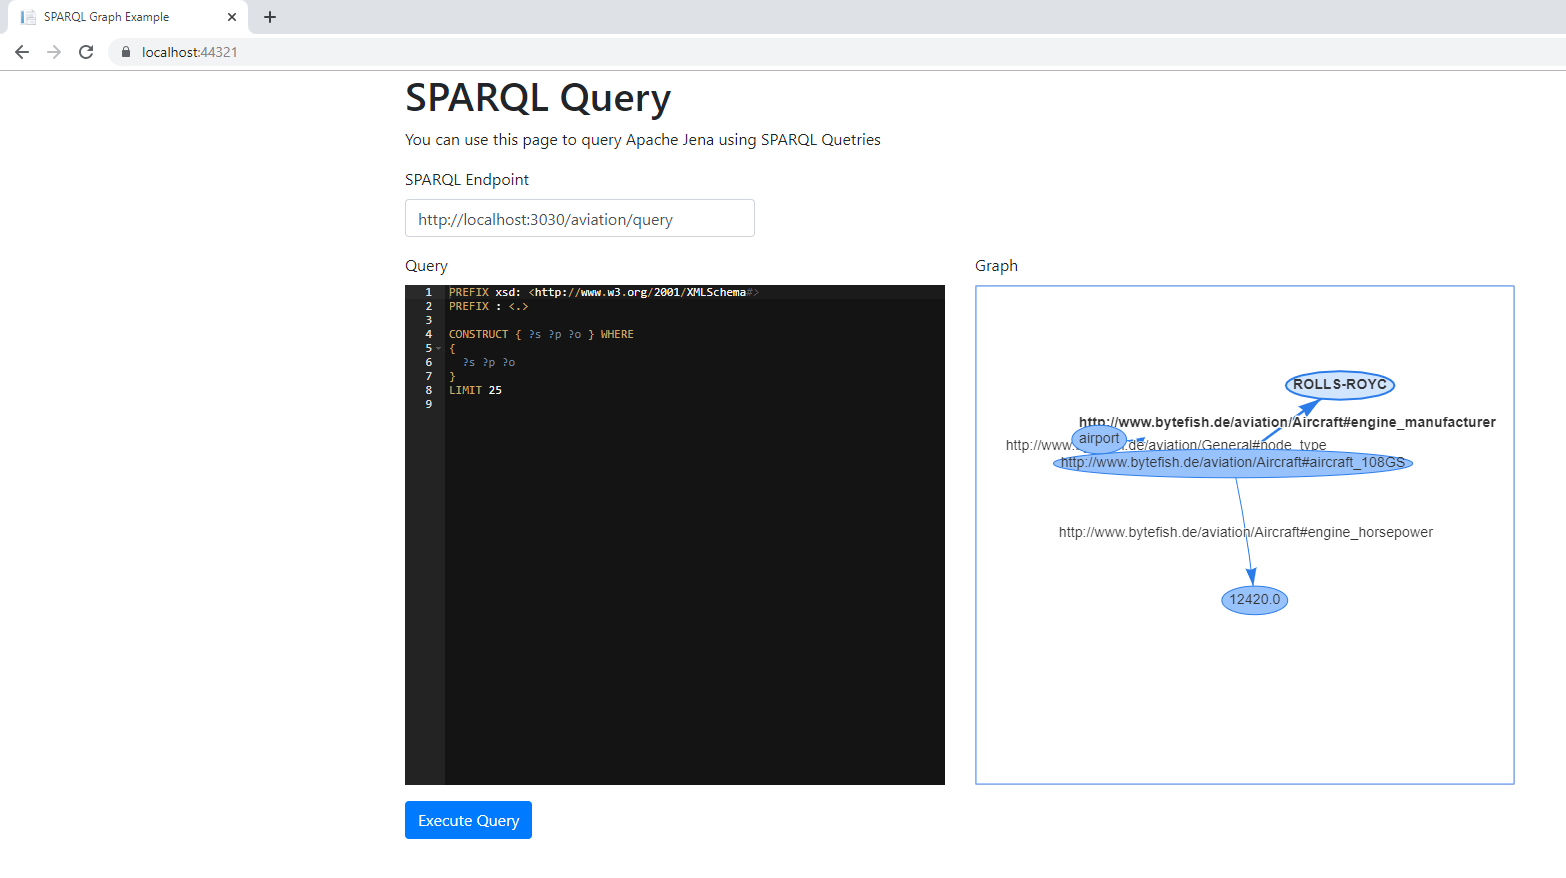 SPARQL Graph Example
localhost:44321
SPARQL Query
You can use this page to query Apache Jena using SPARQL Quetries
SPARQL Endpoint
http://localhost:3030/aviation/query
Query
1 PREFIX xsd: <http://www.w3.org/2001/XMLSchema#>
2 PREFIX : <.>
3
4 CONSTRUCT { ?s ?p ?o } WHERE
5 {
6 ?s ?p ?o
7 }
8 LIMIT 25
9
Graph
ROLLS-ROYC
http://www.bytefish.de/aviation/Aircraft#engine_manufacturer
airport
http://www. de/aviation/General#node_type
http://www.bytefish.de/aviation/Aircraft#aircraft_108GS
http://www.bytefish.de/aviation/Aircraft#engine_horsepower
12420.0
Execute Query